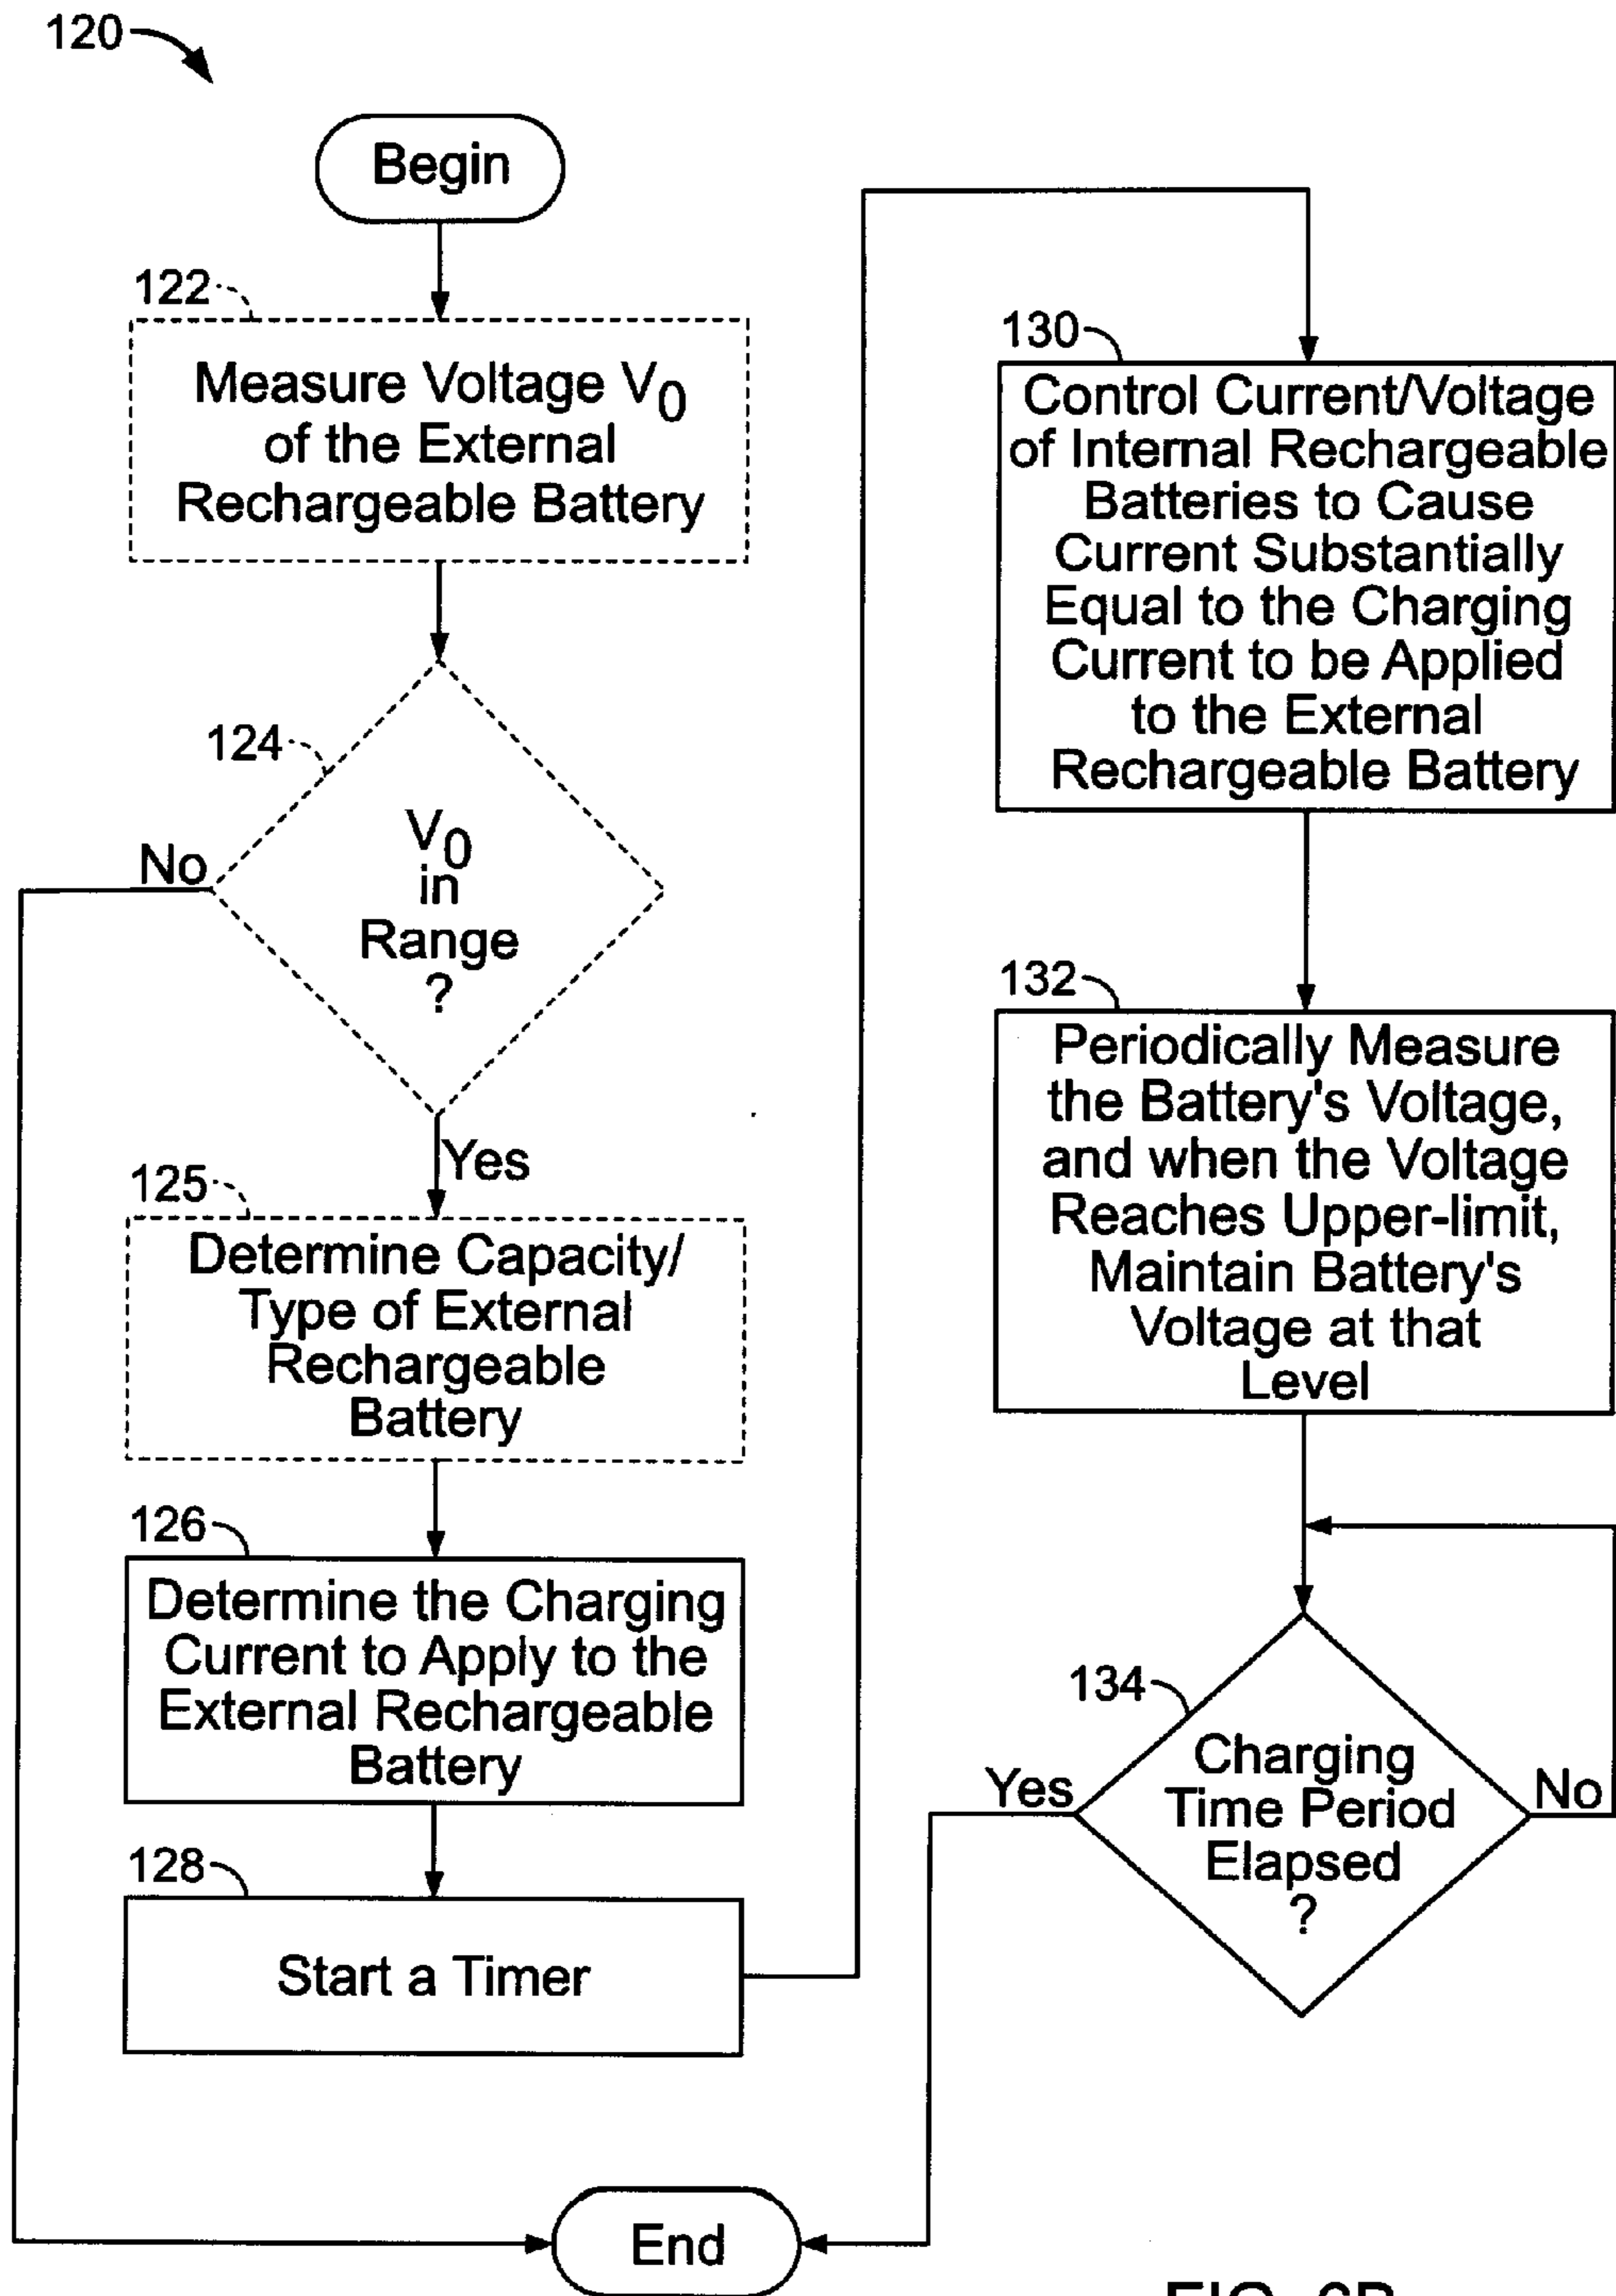 120
Begin
122
Measure Voltage V0
of the External
Rechargeable Battery
124
V0
in
Range
?
No
Yes
125
Determine Capacity/
Type of External
Rechargeable
Battery
126
Determine the Charging
Current to Apply to the
External Rechargeable
Battery
128
Start a Timer
130
Control Current/Voltage
of Internal Rechargeable
Batteries to Cause
Current Substantially
Equal to the Charging
Current to be Applied
to the External
Rechargeable Battery
132
Periodically Measure
the Battery's Voltage,
and when the Voltage
Reaches Upper-limit,
Maintain Battery's
Voltage at that
Level
134
Charging
Time Period
Elapsed
?
Yes
No
End